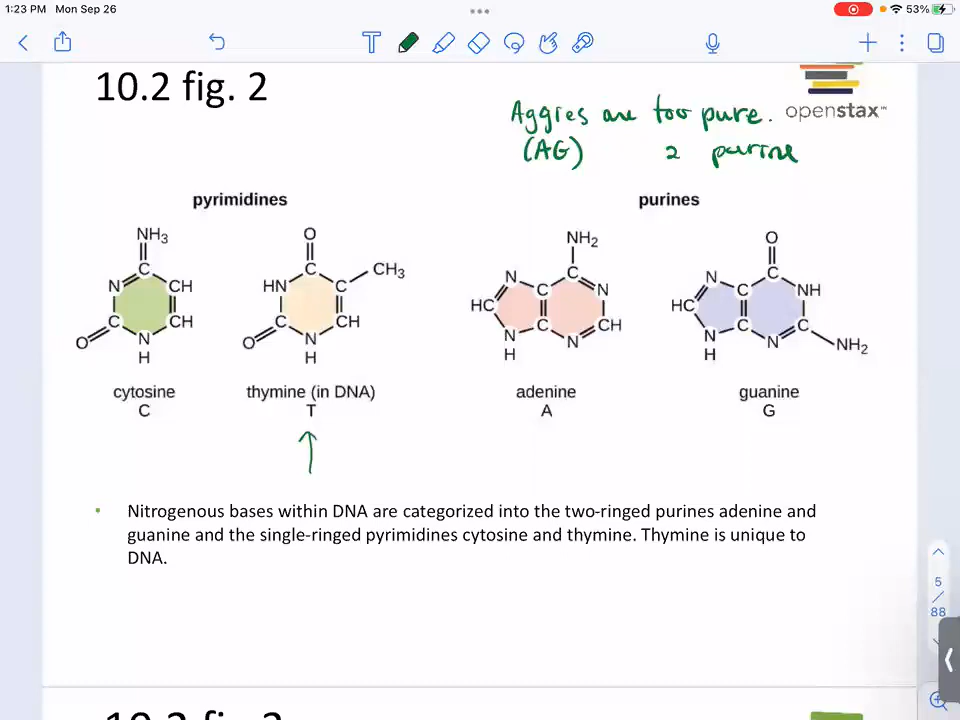 1:23 PM Mon Sep 26
53%
T
10.2 fig. 2
openstax™
Aggies are too pure.
(AG) 2 purine
pyrimidines
purines
NH3
C
N
CH
C
CH
O
N
H
cytosine
C
O
C
CH3
HN
C
C
CH
O
N
H
thymine (in DNA)
T
NH2
N
C
C
N
HC
C
CH
N
N
H
adenine
A
O
C
N
C
NH
HC
C
C
N
N
NH2
H
guanine
G
• Nitrogenous bases within DNA are categorized into the two-ringed purines adenine and
guanine and the single-ringed pyrimidines cytosine and thymine. Thymine is unique to
DNA.
5
/
88